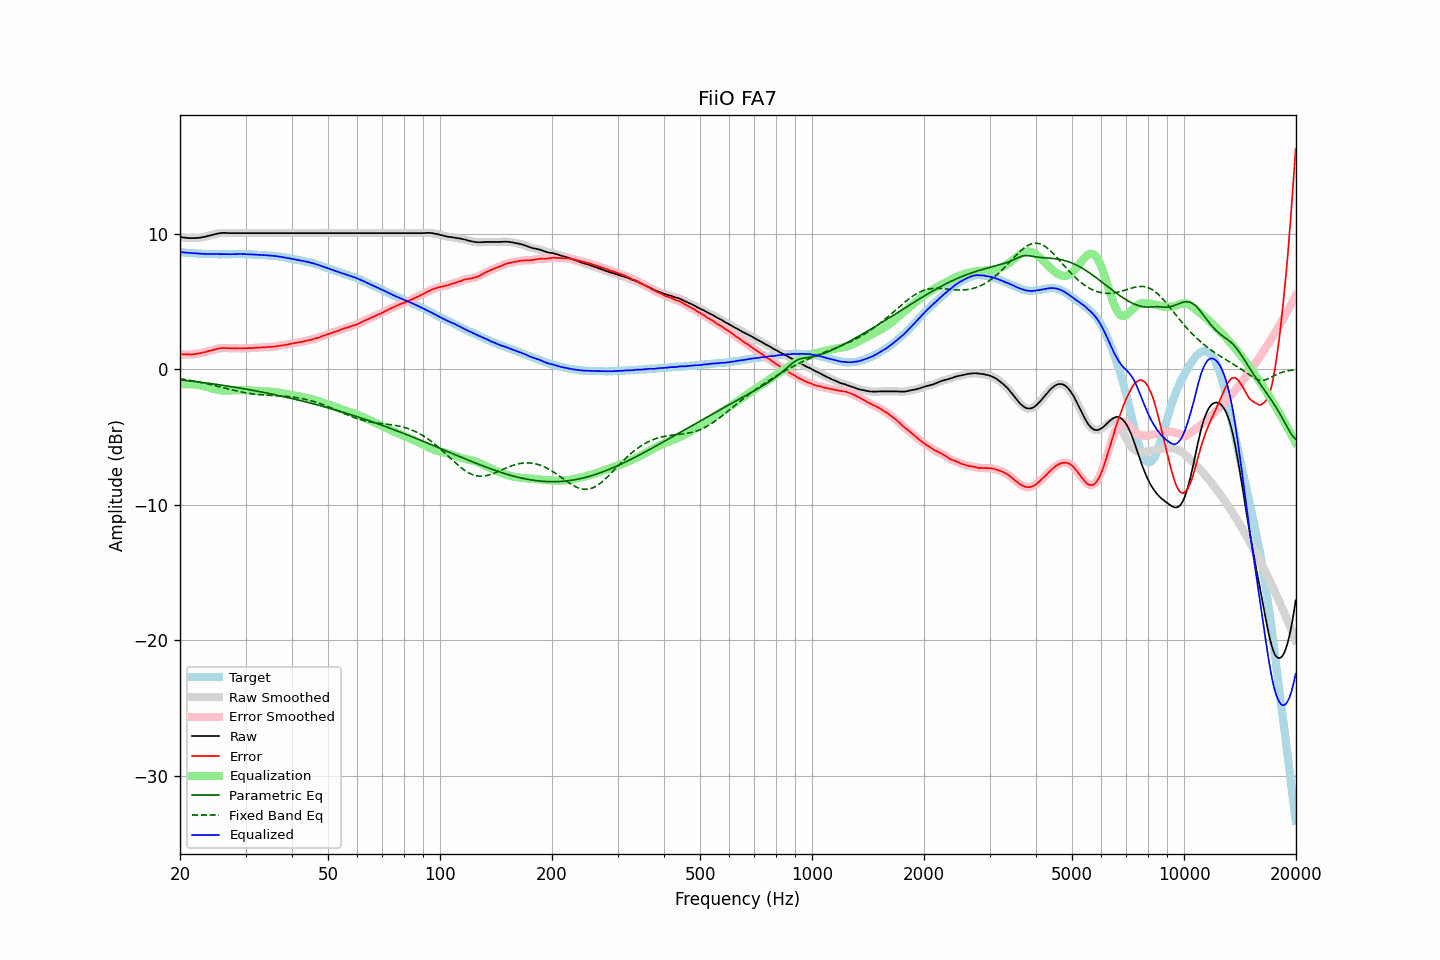 FiiO FA7
Amplitude (dBr)
10
0
−10
−20
−30
Target
Raw Smoothed
Error Smoothed
Raw
Error
Equalization
Parametric Eq
Fixed Band Eq
Equalized
20 50 100 200 500 1000 2000 5000 10000 20000
Frequency (Hz)